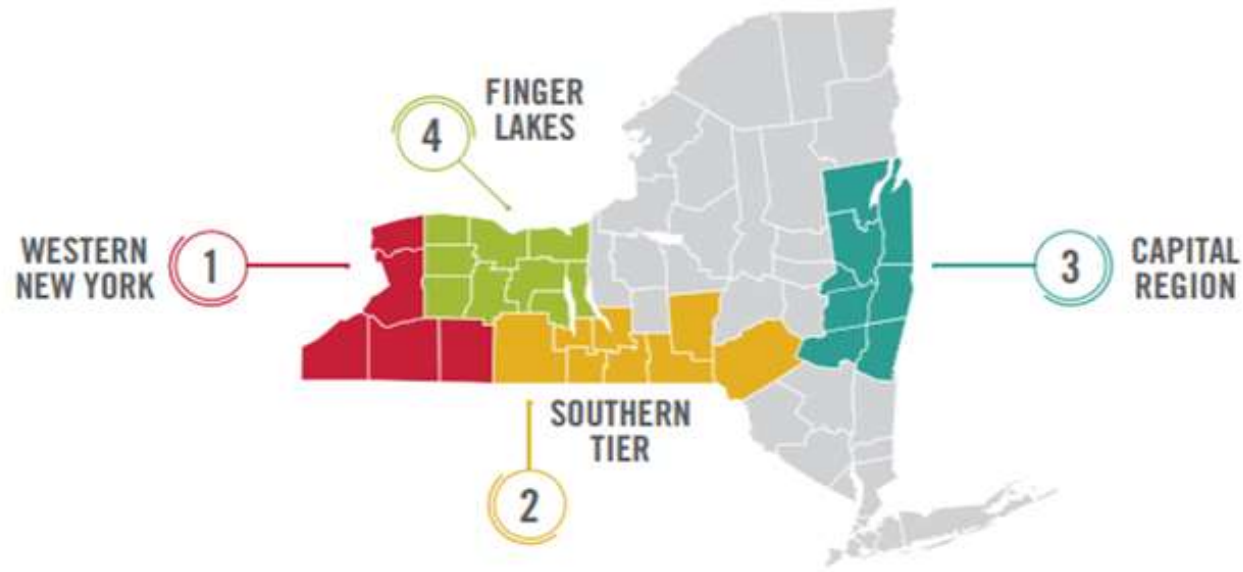 FINGER
LAKES
4
WESTERN
NEW YORK
1
3
CAPITAL
REGION
SOUTHERN
TIER
2